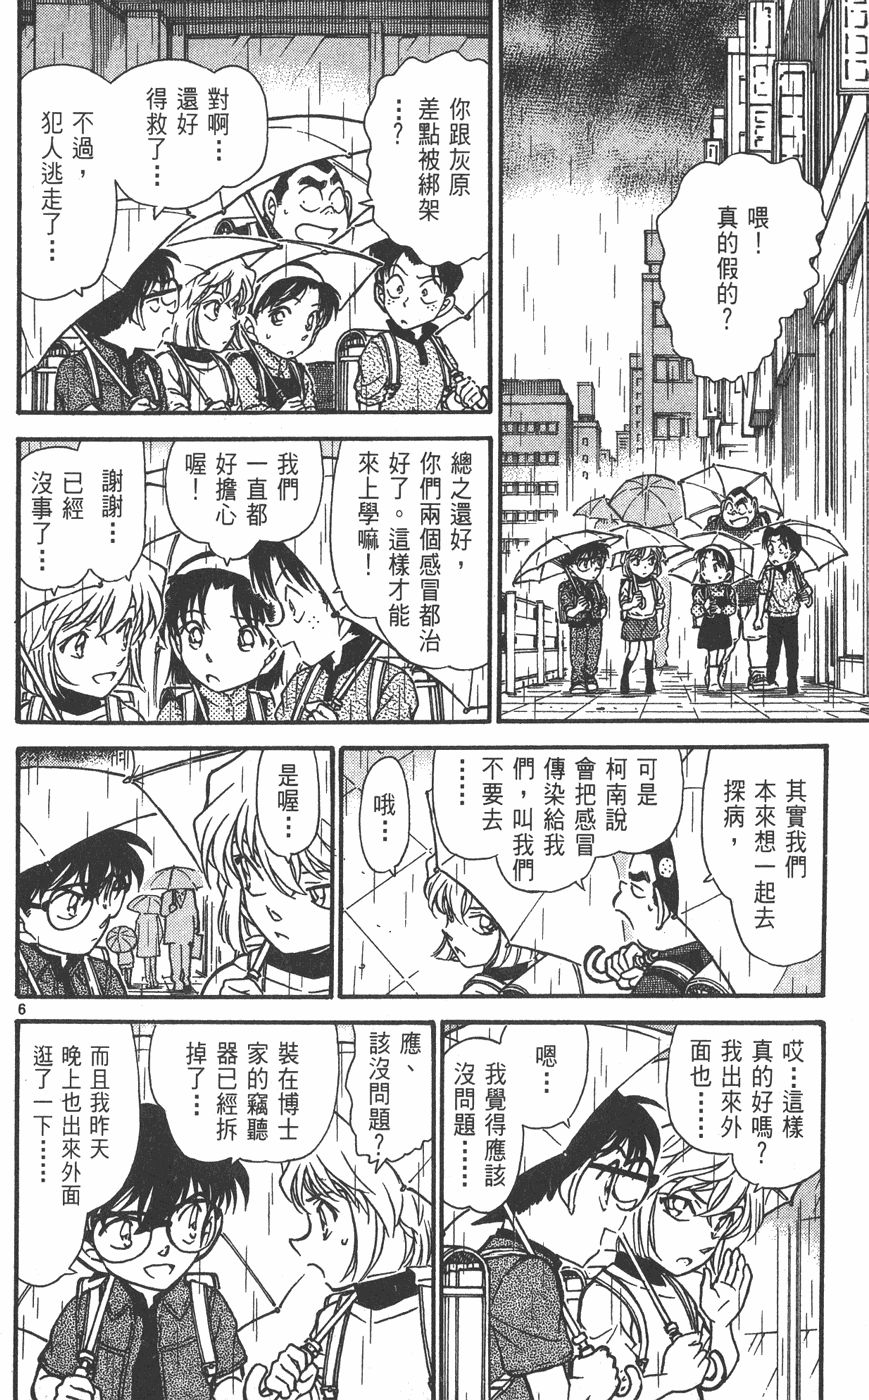 喂！
真的假的？
你跟灰原
差點被綁架
…？
對啊…
還好
得救了…
不過，
犯人逃走了…
總之還好，
你們兩個感冒都治
好了。這樣才能
來上學嘛！
我們
一直都
好擔心
喔！
謝謝…
已經
沒事了…
其實我們
本來想一起去
探病，
可是
柯南說
會把感冒
傳染給我
們，叫我們
不要去
……
哦…
是喔…
6
哎…這樣
真的好嗎？
我出來外
面也……
嗯…
我覺得應該
沒問題……
應、
該沒問題？
裝在博士
家的竊聽
器已經拆
掉了…
而且我昨天
晚上也出來外面
逛了一下……